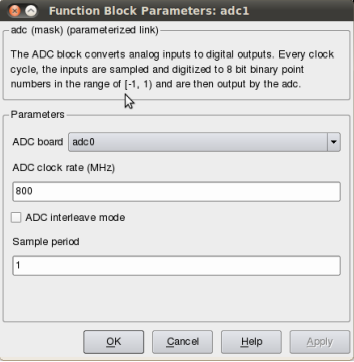 Function Block Parameters: adc1
adc (mask) (parameterized link)
The ADC block converts analog inputs to digital outputs. Every clock
cycle, the inputs are sampled and digitized to 8 bit binary point
numbers in the range of [-1, 1) and are then output by the adc.
Parameters
ADC board adc0
ADC clock rate (MHz)
800
ADC interleave mode
Sample period
1
OK Cancel Help Apply